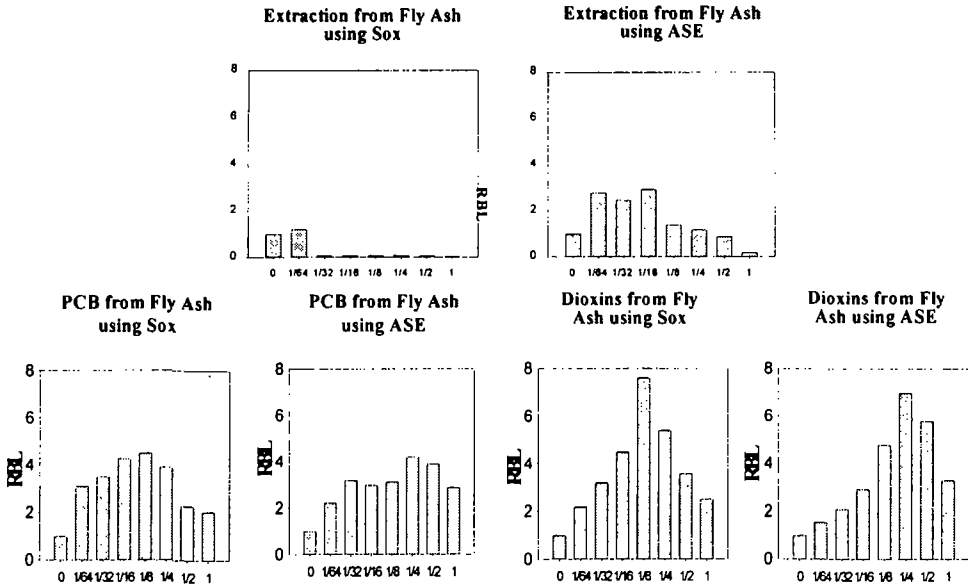 Extraction from Fly Ash
using Sox
Extraction from Fly Ash
using ASE
8
6
4
2
0
0 1/64 1/32 1/16 1/8 1/4 1/2 1
RBL
8
6
4
2
0
0 1/64 1/32 1/16 1/8 1/4 1/2 1
PCB from Fly Ash
using Sox
PCB from Fly Ash
using ASE
Dioxins from Fly
Ash using Sox
Dioxins from Fly
Ash using ASE
RBL
8
6
4
2
0
0 1/64 1/32 1/16 1/8 1/4 1/2 1
RBL
8
6
4
2
0
0 1/64 1/32 1/16 1/8 1/4 1/2 1
RBL
8
6
4
2
0
0 1/64 1/32 1/16 1/8 1/4 1/2 1
RBL
8
6
4
2
0
0 1/64 1/32 1/16 1/8 1/4 1/2 1